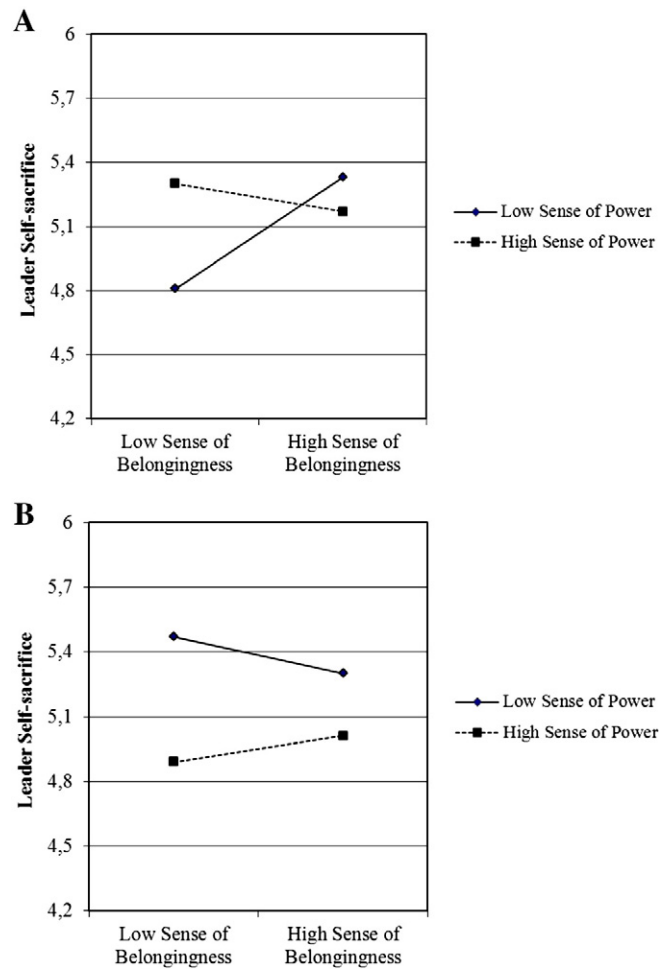 A
6
5,7
5,4
5,1
4,8
4,5
4,2
Leader Self-sacrifice
Low Sense of
Belongingness
High Sense of
Belongingness
Low Sense of Power
High Sense of Power
B
6
5,7
5,4
5,1
4,8
4,5
4,2
Leader Self-sacrifice
Low Sense of
Belongingness
High Sense of
Belongingness
Low Sense of Power
High Sense of Power